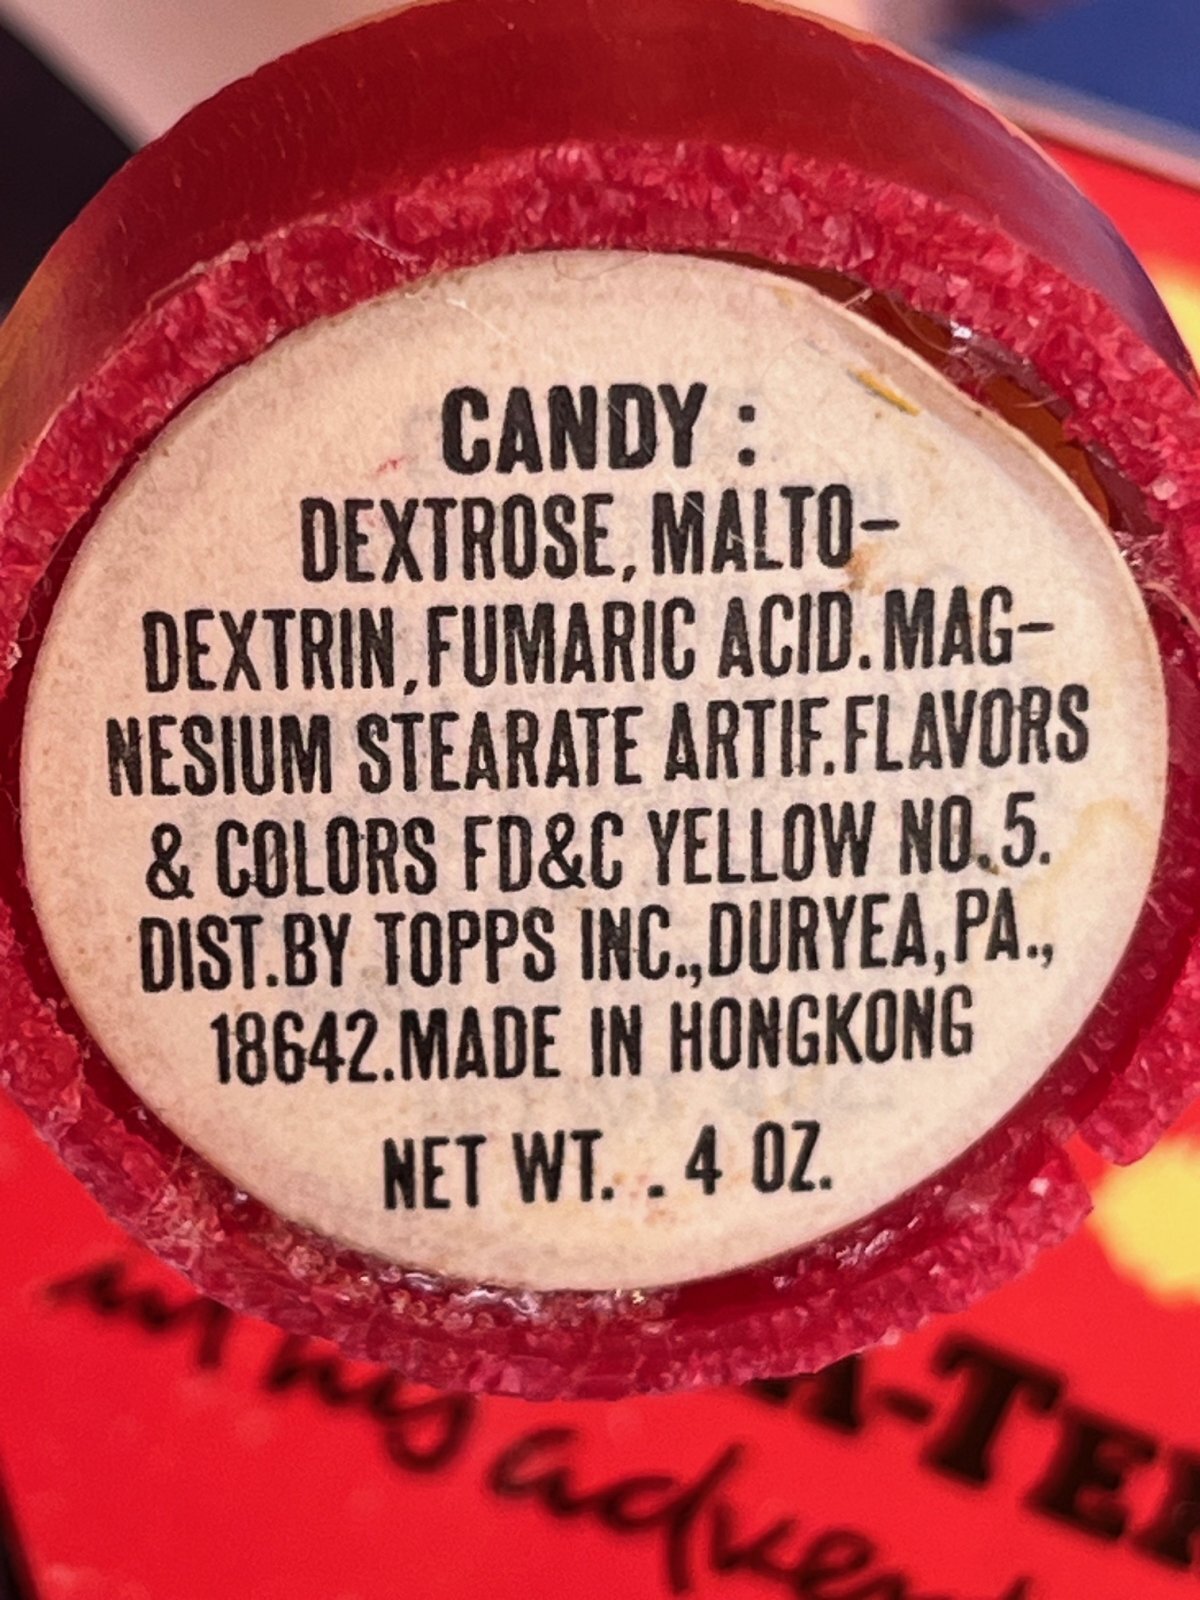 CANDY :
DEXTROSE, MALTO-
DEXTRIN, FUMARIC ACID. MAG-
NESIUM STEARATE ARTIF. FLAVORS
& COLORS FD&C YELLOW NO. 5.
DIST. BY TOPPS INC., DURYEA, PA.,
18642. MADE IN HONGKONG
NET WT. . 4 OZ.
his